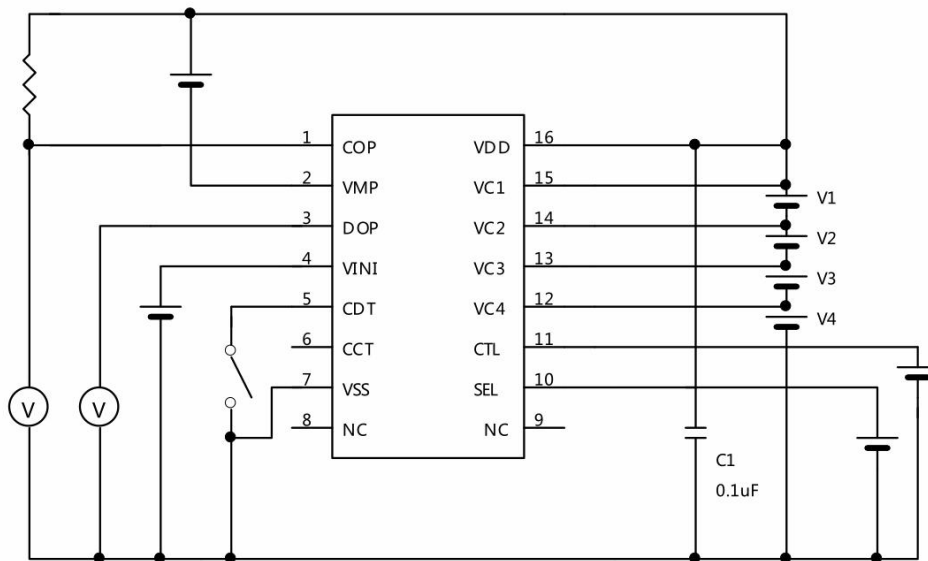 1 COP VDD 16
2 VMP VC1 15 V1
3 DOP VC2 14 V2
4 VINI VC3 13 V3
5 CDT VC4 12 V4
6 CCT CTL 11
7 VSS SEL 10
V V
8 NC NC 9
C1
0.1uF